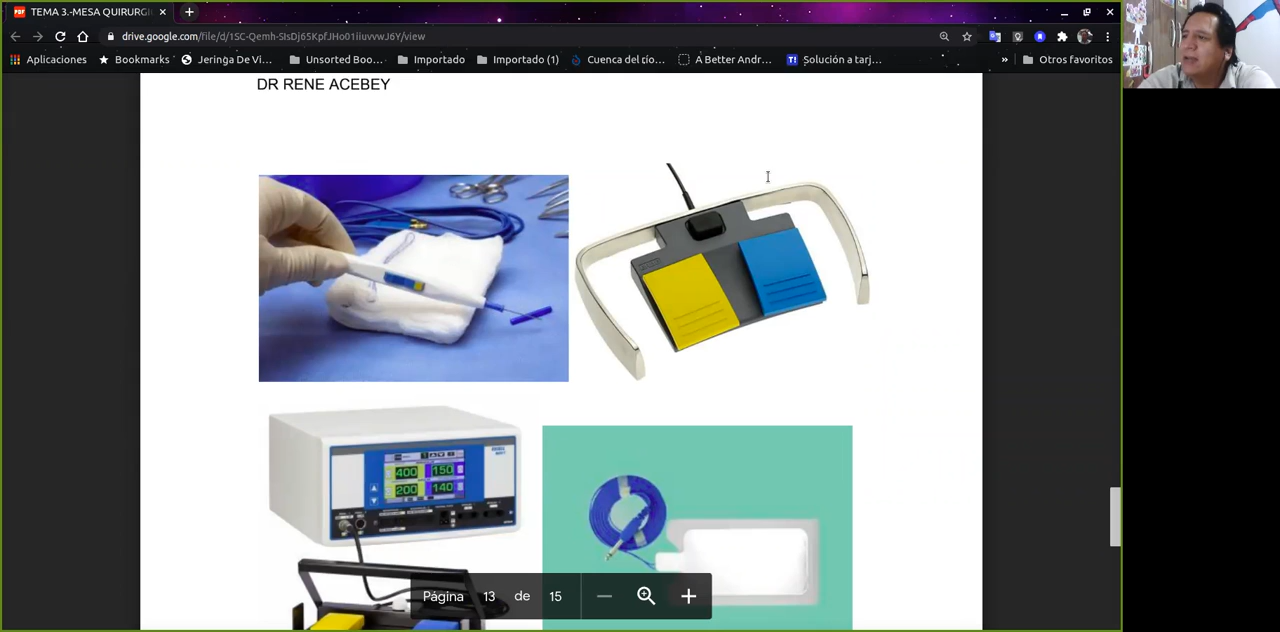 TEMA 3.-MESA QUIRURGI
drive.google.com/file/d/1SC-Qemh-SIsDj65KpfJHo01IiuvvwJ6Y/view
Aplicaciones Bookmarks Jeringa De Vi... Unsorted Boo... Importado Importado (1) Cuenca del río... A Better Andr... Solución a tarj... » Otros favoritos
DR RENE ACEBEY
400 150
200 140
Página 13 de 15